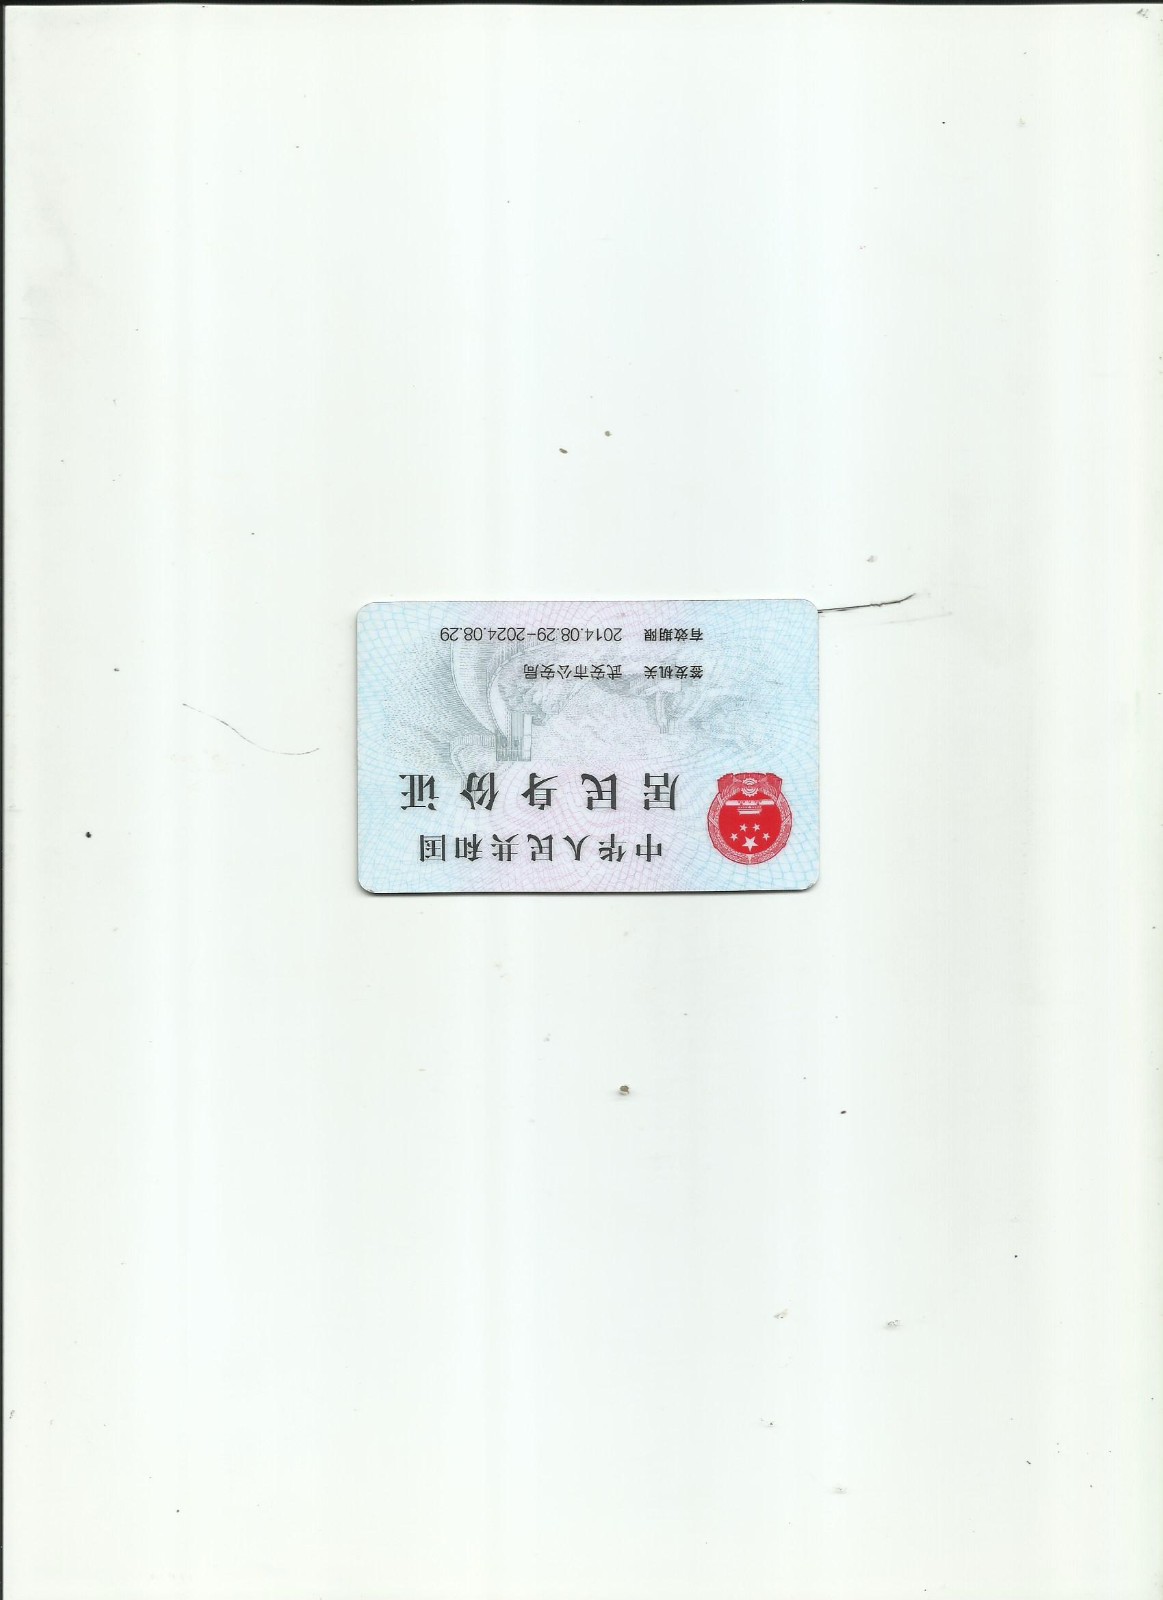 中华人民共和国
居民身份证
签发机关 武安市公安局
有效期限 2014.08.29-2024.08.29